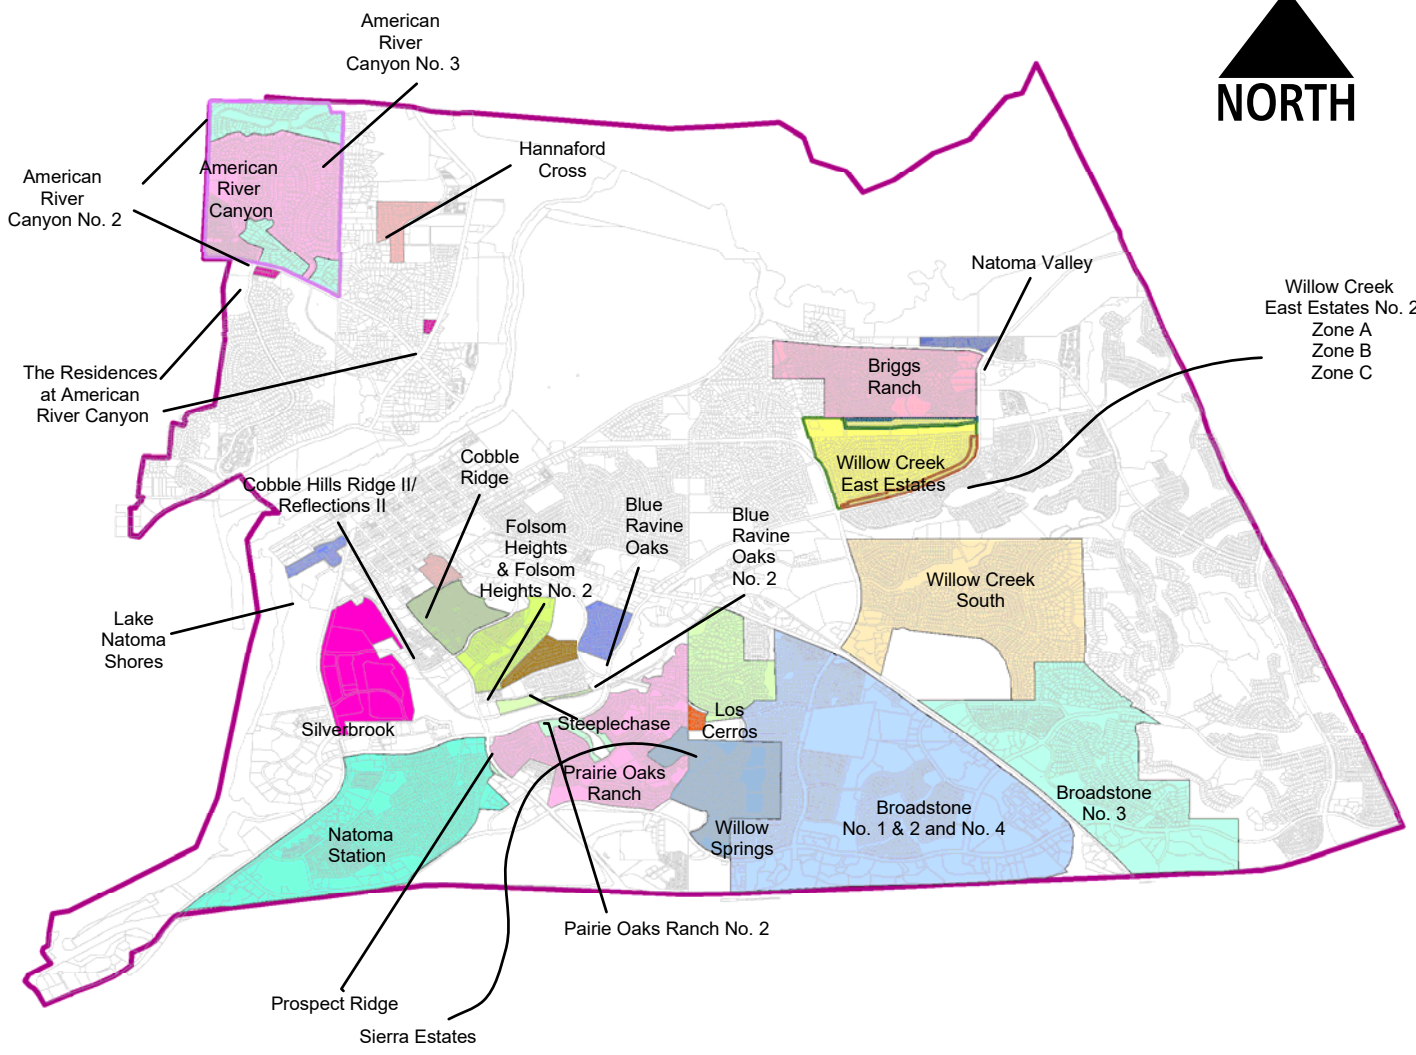 American
River
Canyon No. 3
NORTH
Hannaford
Cross
American
River
Canyon No. 2
American
River
Canyon
Natoma Valley
Willow Creek
East Estates No. 2
Zone A
Zone B
Zone C
The Residences
at American
River Canyon
Briggs
Ranch
Cobble
Ridge
Willow Creek
East Estates
Cobble Hills Ridge II/
Reflections II
Blue
Ravine
Oaks
Blue
Ravine
Oaks
No. 2
Folsom
Heights
& Folsom
Heights No. 2
Willow Creek
South
Lake
Natoma
Shores
Los
Cerros
Steeplechase
Silverbrook
Prairie Oaks
Ranch
Broadstone
No. 3
Broadstone
No. 1 & 2 and No. 4
Willow
Springs
Natoma
Station
Pairie Oaks Ranch No. 2
Prospect Ridge
Sierra Estates